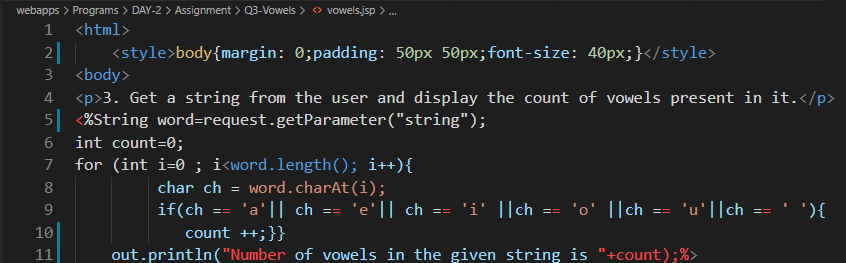 webapps > Programs > DAY-2 > Assignment > Q3-Vowels > <> vowels.jsp > ...
1 <html>
2 <style>body{margin: 0;padding: 50px 50px;font-size: 40px;}</style>
3 <body>
4 <p>3. Get a string from the user and display the count of vowels present in it.</p>
5 <%String word=request.getParameter("string");
6 int count=0;
7 for (int i=0 ; i<word.length(); i++){
8 char ch = word.charAt(i);
9 if(ch == 'a'|| ch == 'e'|| ch == 'i' ||ch == 'o' ||ch == 'u'||ch == ' '){
10 count ++;}}
11 out.println("Number of vowels in the given string is "+count);%>